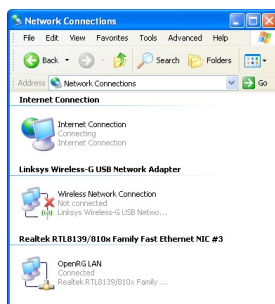 Network Connections
File Edit View Favorites Tools Advanced Help
Back Search Folders
Address Network Connections Go
Internet Connection
Internet Connection
Connecting
Internet Connection
Linksys Wireless-G USB Network Adapter
Wireless Network Connection
Not connected
Linksys Wireless-G USB Netwo...
Realtek RTL8139/810x Family Fast Ethernet NIC #3
OpenRG LAN
Connected
Realtek RTL8139/810x Family ...